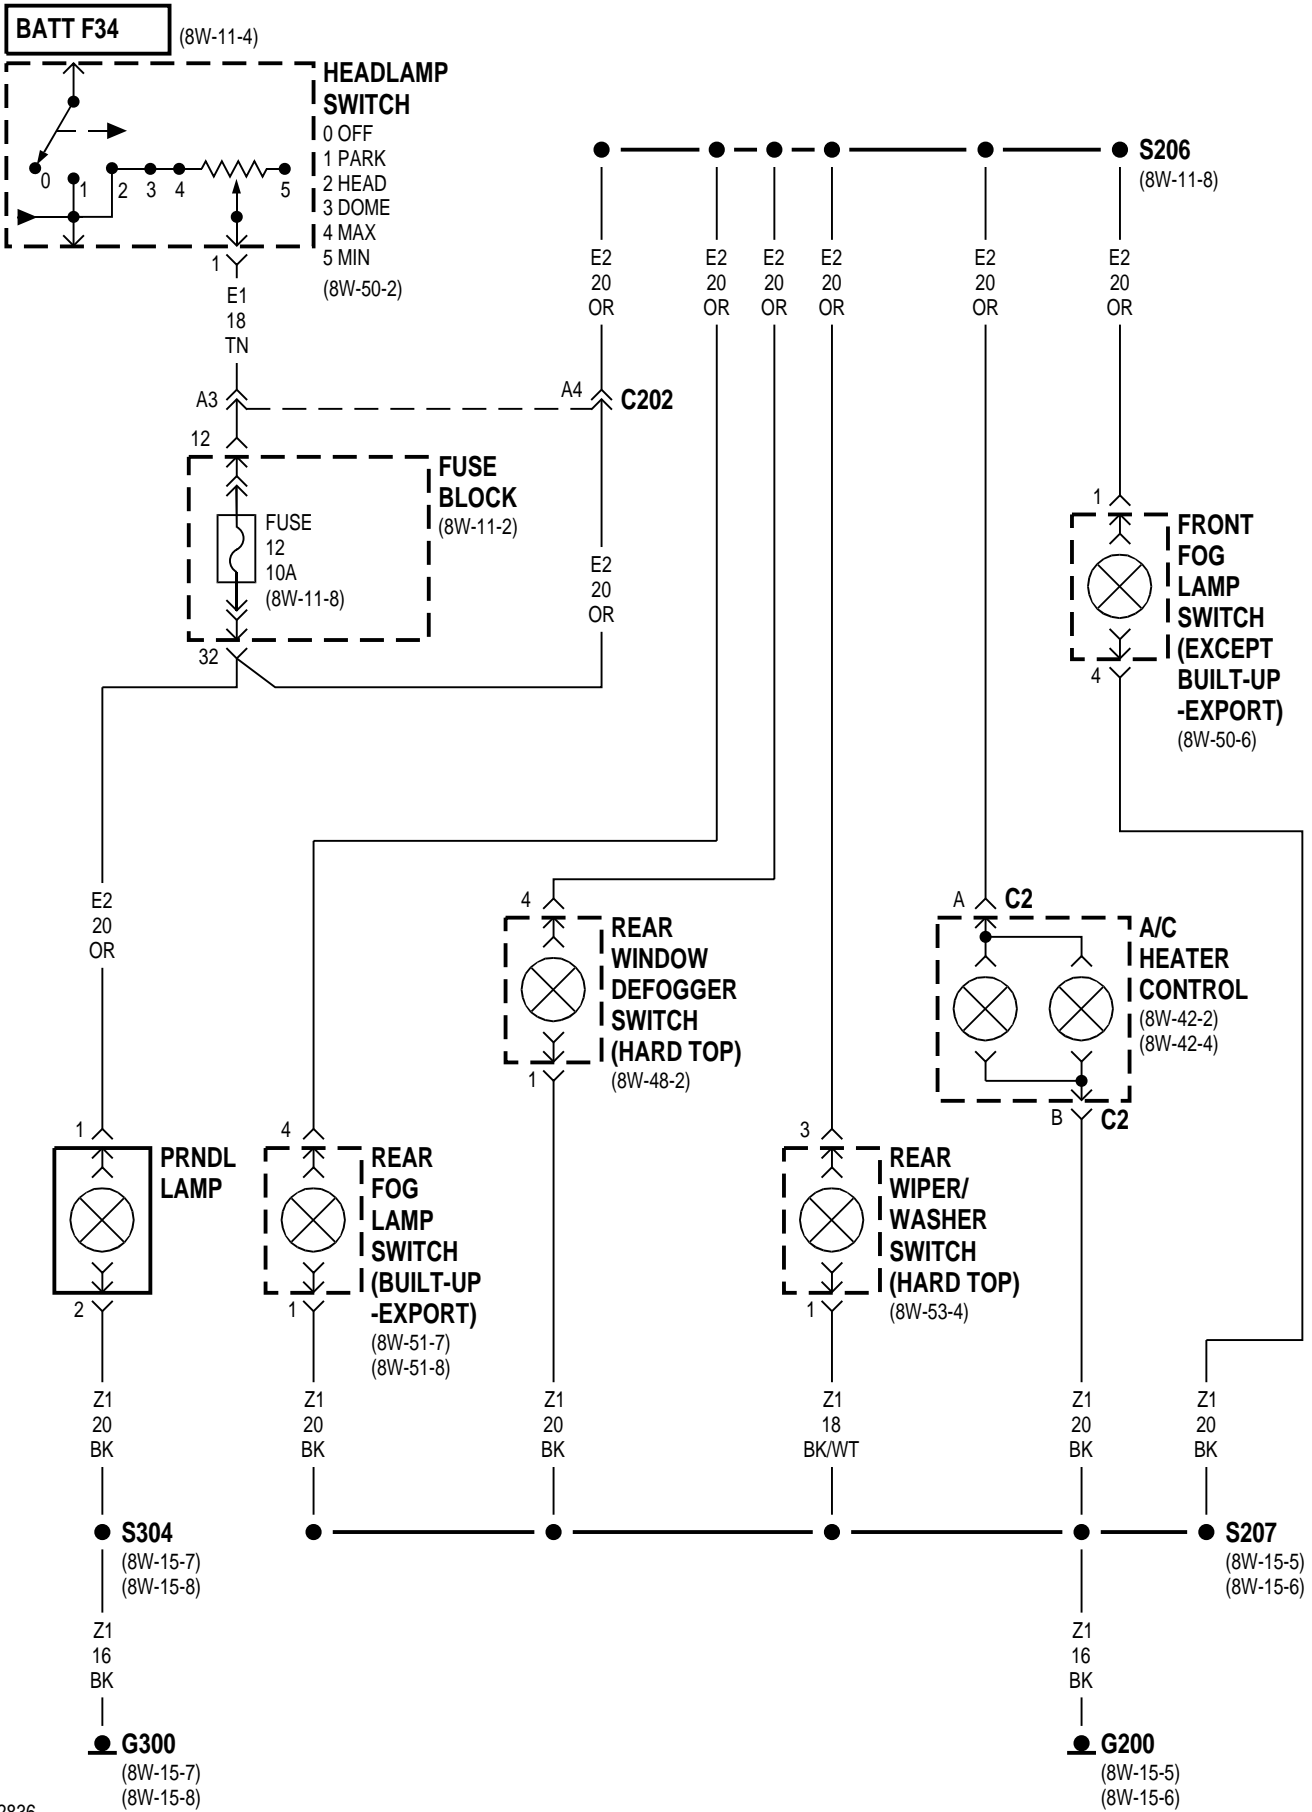 BATT F34
(8W-11-4)
HEADLAMP
SWITCH
0 OFF
1 PARK
2 HEAD
3 DOME
4 MAX
5 MIN
(8W-50-2)
0
1
2
3
4
5
1
S206
(8W-11-8)
E2
20
OR
E2
20
OR
E2
20
OR
E2
20
OR
E2
20
OR
E2
20
OR
E1
18
TN
A3
A4
C202
12
FUSE
BLOCK
(8W-11-2)
FUSE
12
10A
(8W-11-8)
32
E2
20
OR
1
FRONT
FOG
LAMP
SWITCH
(EXCEPT
BUILT-UP
-EXPORT)
(8W-50-6)
4
E2
20
OR
4
REAR
WINDOW
DEFOGGER
SWITCH
(HARD TOP)
(8W-48-2)
1
A
C2
A/C
HEATER
CONTROL
(8W-42-2)
(8W-42-4)
B
C2
1
PRNDL
LAMP
2
4
REAR
FOG
LAMP
SWITCH
(BUILT-UP
-EXPORT)
(8W-51-7)
(8W-51-8)
1
3
REAR
WIPER/
WASHER
SWITCH
(HARD TOP)
(8W-53-4)
1
Z1
20
BK
Z1
20
BK
Z1
20
BK
Z1
18
BK/WT
Z1
20
BK
Z1
20
BK
S304
(8W-15-7)
(8W-15-8)
S207
(8W-15-5)
(8W-15-6)
Z1
16
BK
Z1
16
BK
G300
(8W-15-7)
(8W-15-8)
G200
(8W-15-5)
(8W-15-6)